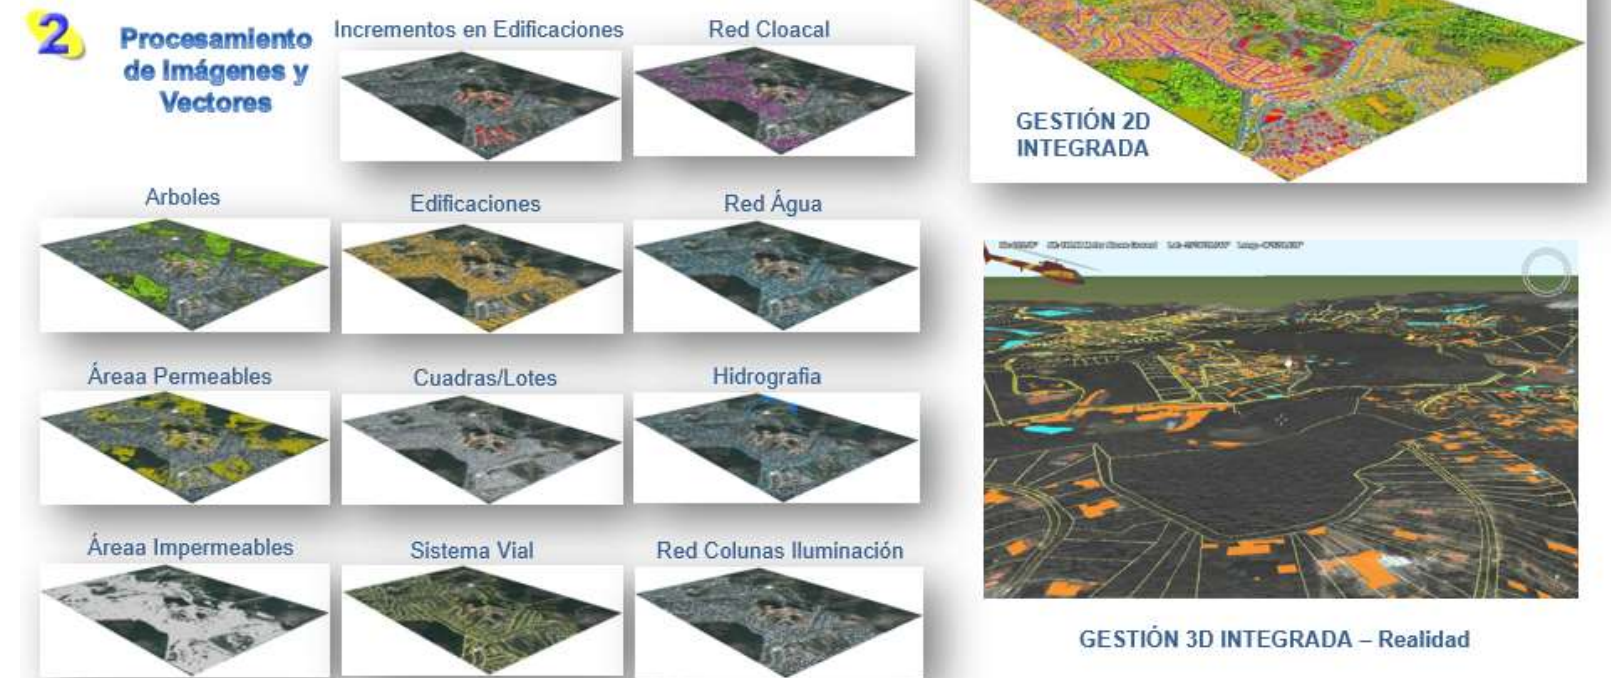 2
Procesamiento
de Imágenes y
Vectores
Incrementos en Edificaciones
Red Cloacal
Arboles
Edificaciones
Red Água
Áreaa Permeables
Cuadras/Lotes
Hidrografia
Áreaa Impermeables
Sistema Vial
Red Colunas Iluminación
GESTIÓN 2D
INTEGRADA
GESTIÓN 3D INTEGRADA – Realidad